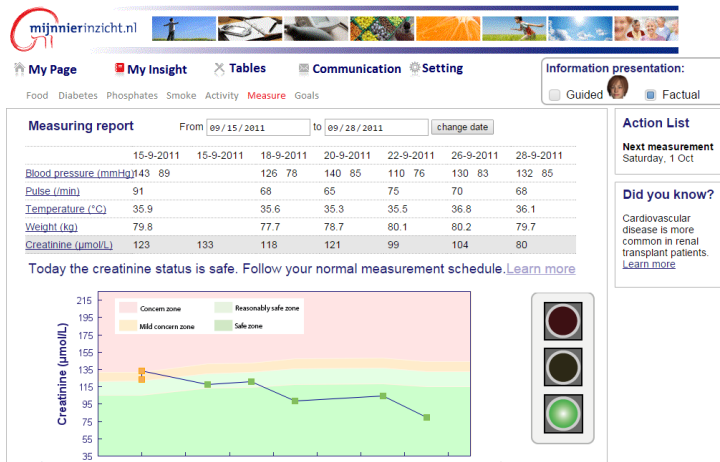 mijnnierinzicht.nl
My Page My Insight Tables Communication Setting
Food Diabetes Phosphates Smoke Activity Measure Goals
Information presentation:
Guided Factual
Measuring report From 09/15/2011 to 09/28/2011 change date
15-9-2011 15-9-2011 18-9-2011 20-9-2011 22-9-2011 26-9-2011 28-9-2011
Blood pressure (mmHg) 143 89 126 78 140 85 110 76 130 83 132 85
Pulse (/min) 91 68 65 75 70 68
Temperature (°C) 35.9 35.6 35.3 35.5 36.8 36.1
Weight (kg) 79.8 77.7 78.7 80.1 80.2 79.7
Creatinine (µmol/L) 123 133 118 121 99 104 80
Today the creatinine status is safe. Follow your normal measurement schedule. Learn more
Action List
Next measurement
Saturday, 1 Oct
Did you know?
Cardiovascular
disease is more
common in renal
transplant patients.
Learn more
Creatinine (µmol/L)
215
195
175
155
135
115
95
75
55
35
Concern zone Reasonably safe zone
Mild concern zone Safe zone